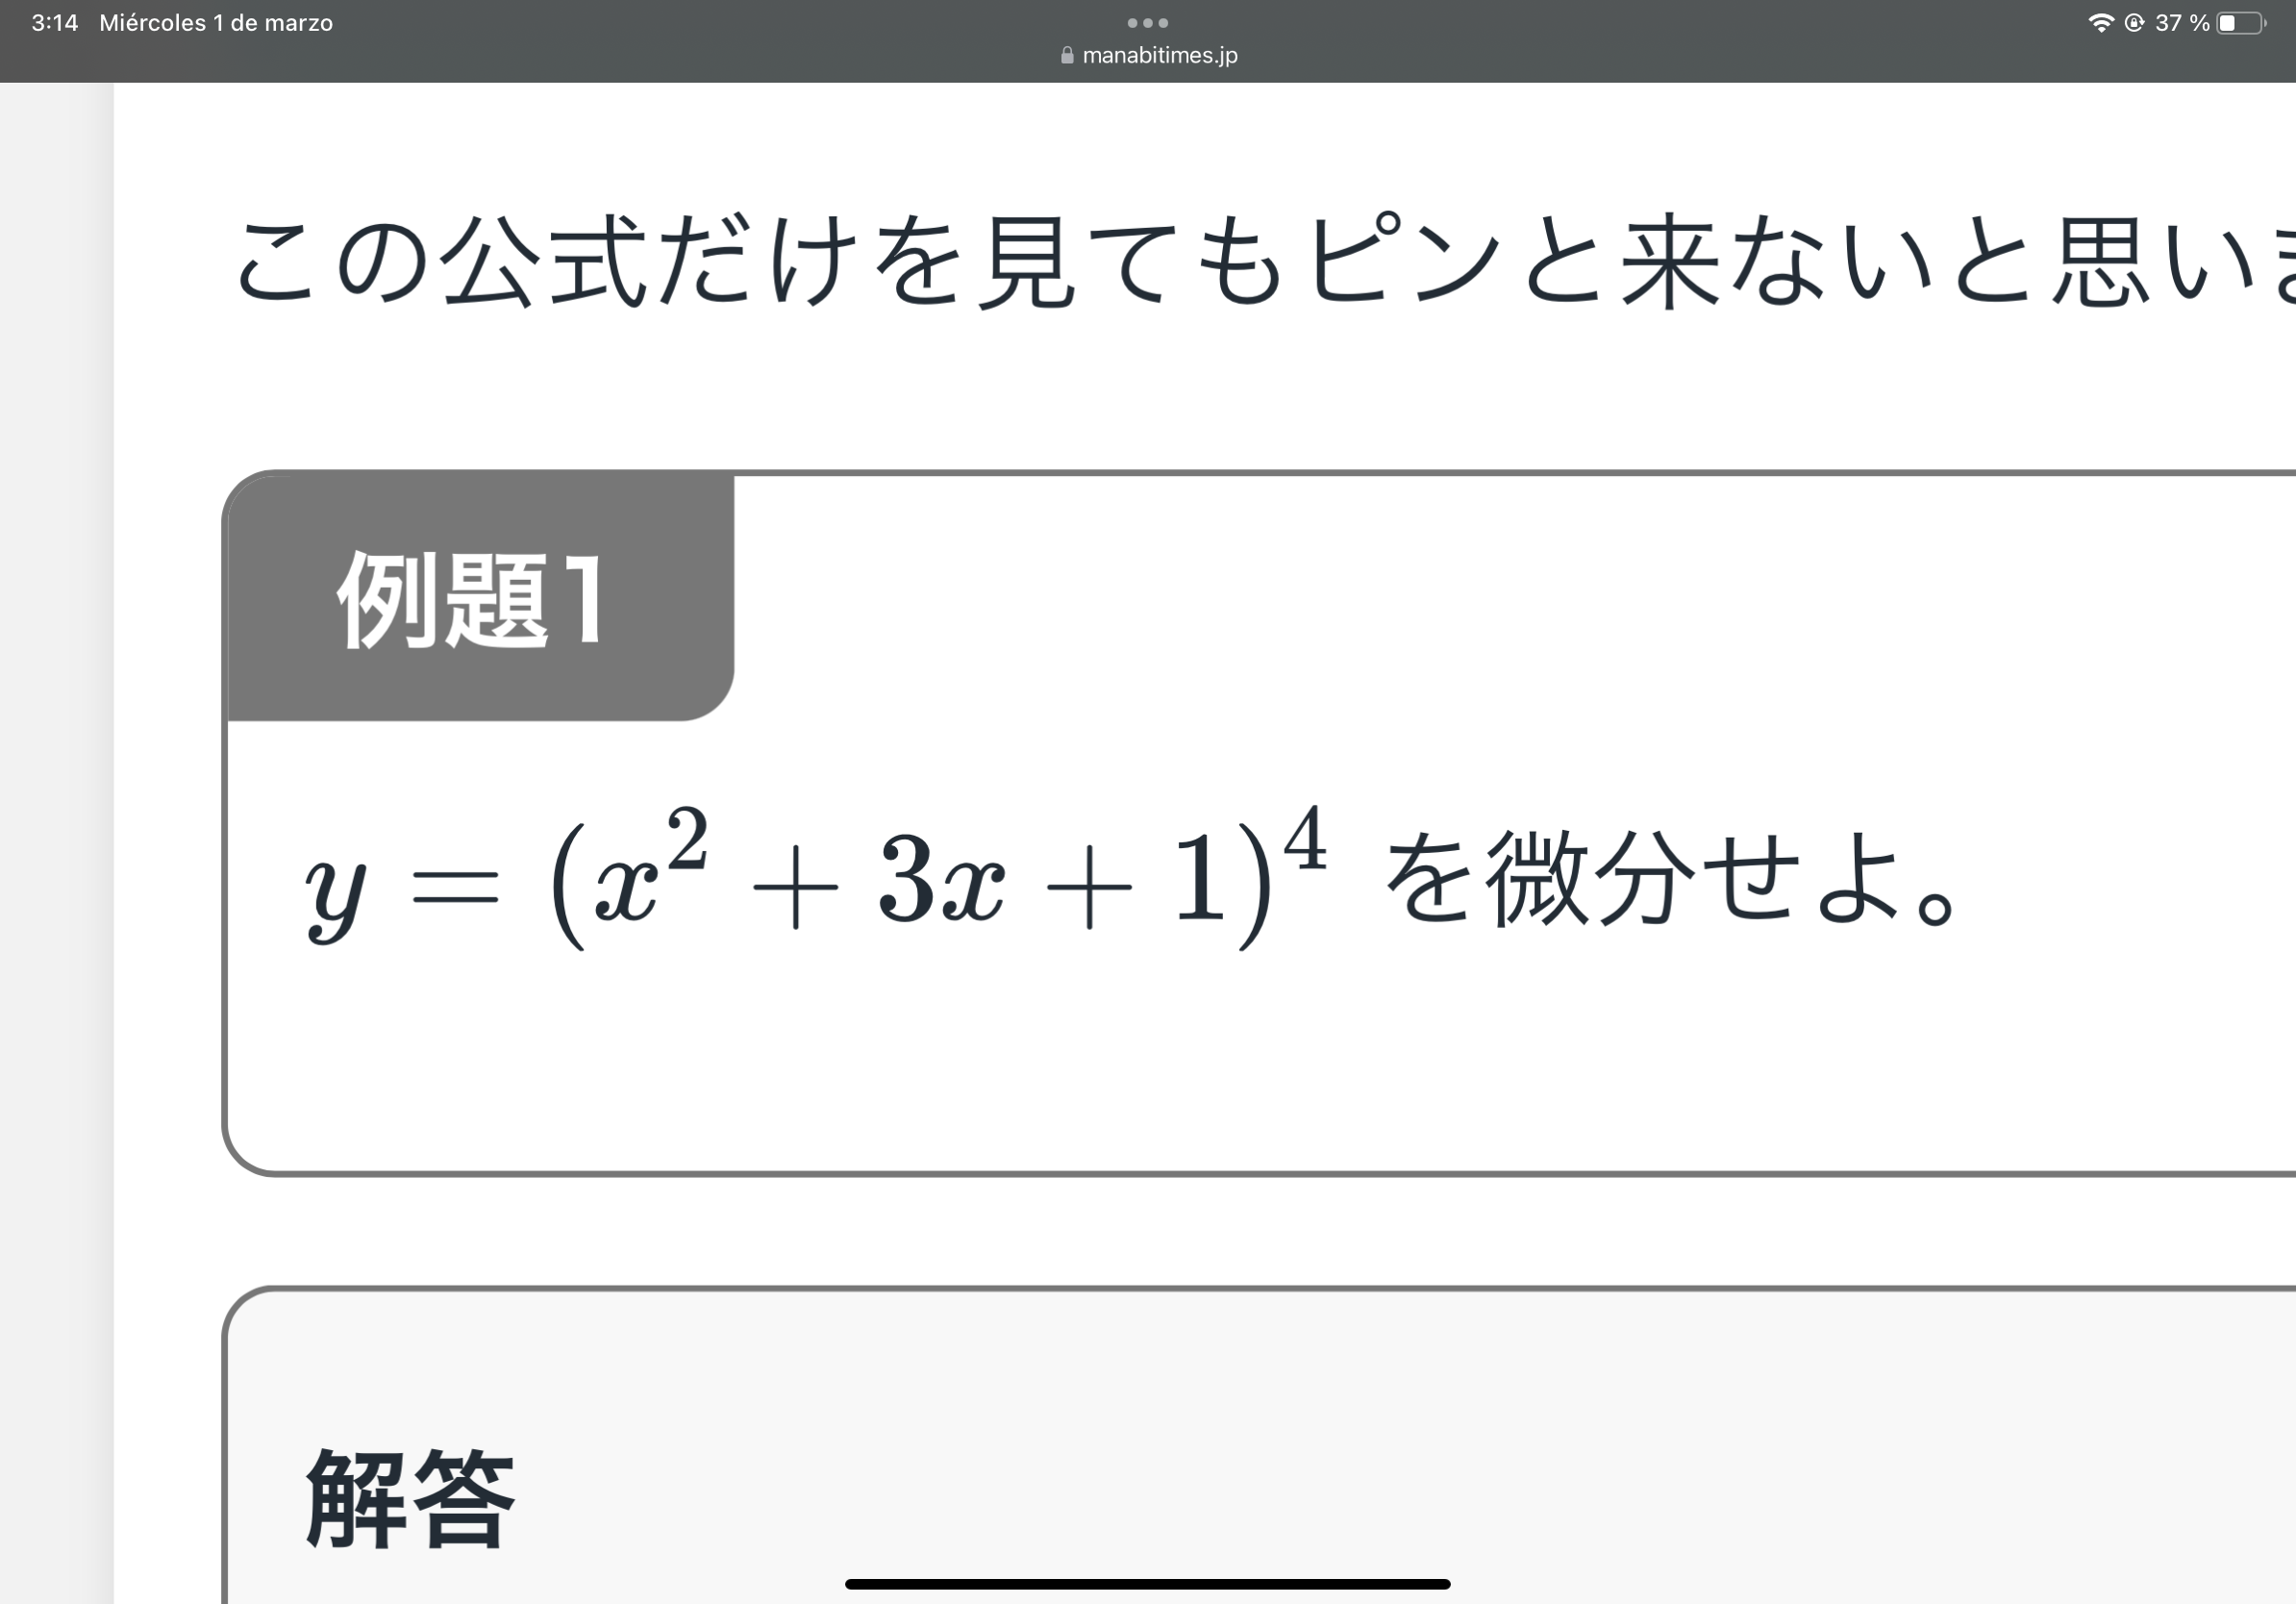 3:14 Miércoles 1 de marzo 37 %
manabitimes.jp
この公式だけを見てもピンと来ないと思い
例題1
y = (x² + 3x + 1)⁴ を微分せよ。
解答